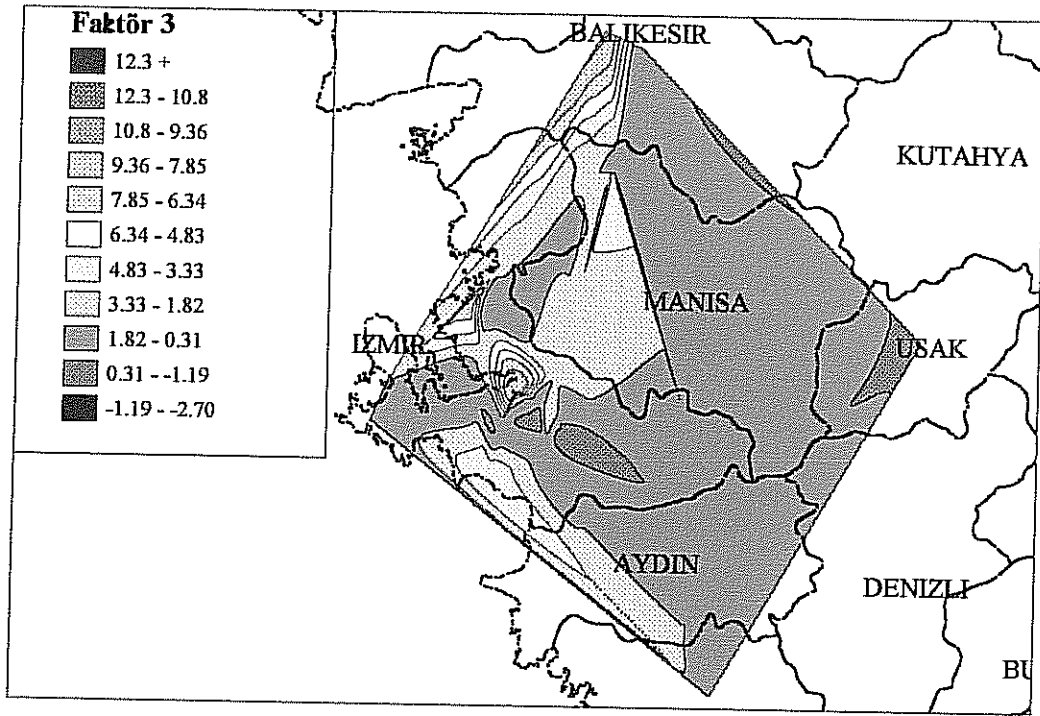 Faktör 3
12.3 +
12.3 - 10.8
10.8 - 9.36
9.36 - 7.85
7.85 - 6.34
6.34 - 4.83
4.83 - 3.33
3.33 - 1.82
1.82 - 0.31
0.31 - -1.19
-1.19 - -2.70
BALIKESIR
KUTAHYA
MANISA
IZMIR
USAK
AYDIN
DENIZLI
BU